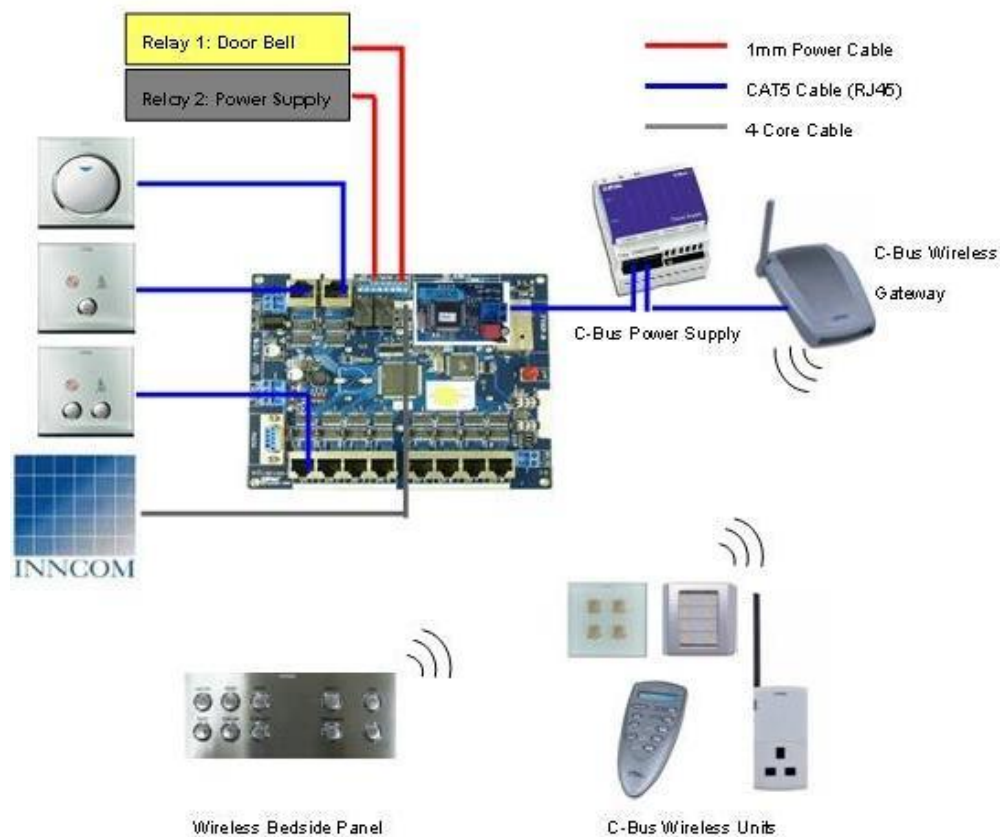 Relay 1: Door Bell
Relay 2: Power Supply
1mm Power Cable
CAT5 Cable (RJ45)
4 Core Cable
C-Bus Wireless
Gateway
C-Bus Power Supply
INNCOM
Wireless Bedside Panel
C-Bus Wireless Units